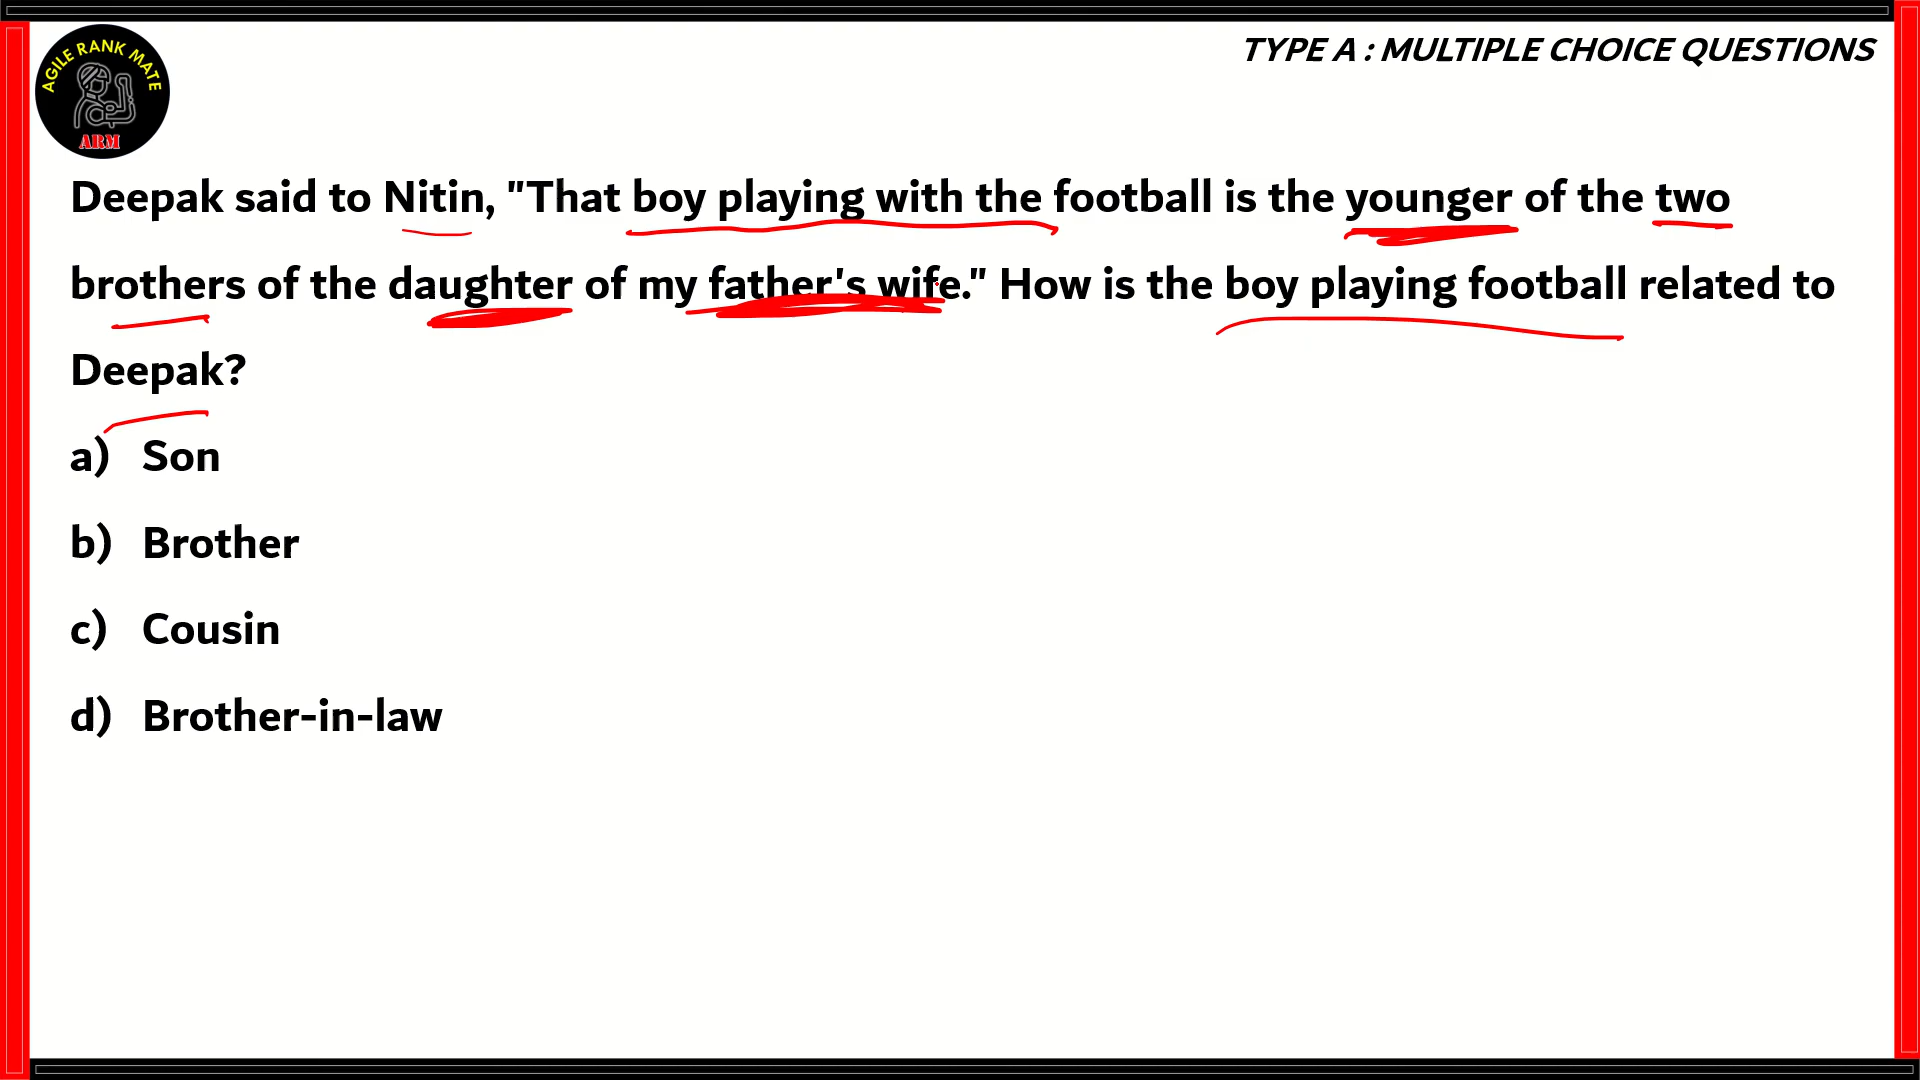 AGILE RANK MATE
ARM
TYPE A : MULTIPLE CHOICE QUESTIONS
Deepak said to Nitin, "That boy playing with the football is the younger of the two
brothers of the daughter of my father's wife." How is the boy playing football related to
Deepak?
a) Son
b) Brother
c) Cousin
d) Brother-in-law